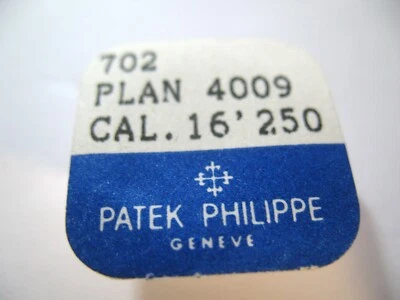 702
PLAN 4009
CAL. 16'250
PATEK PHILIPPE
GENEVE